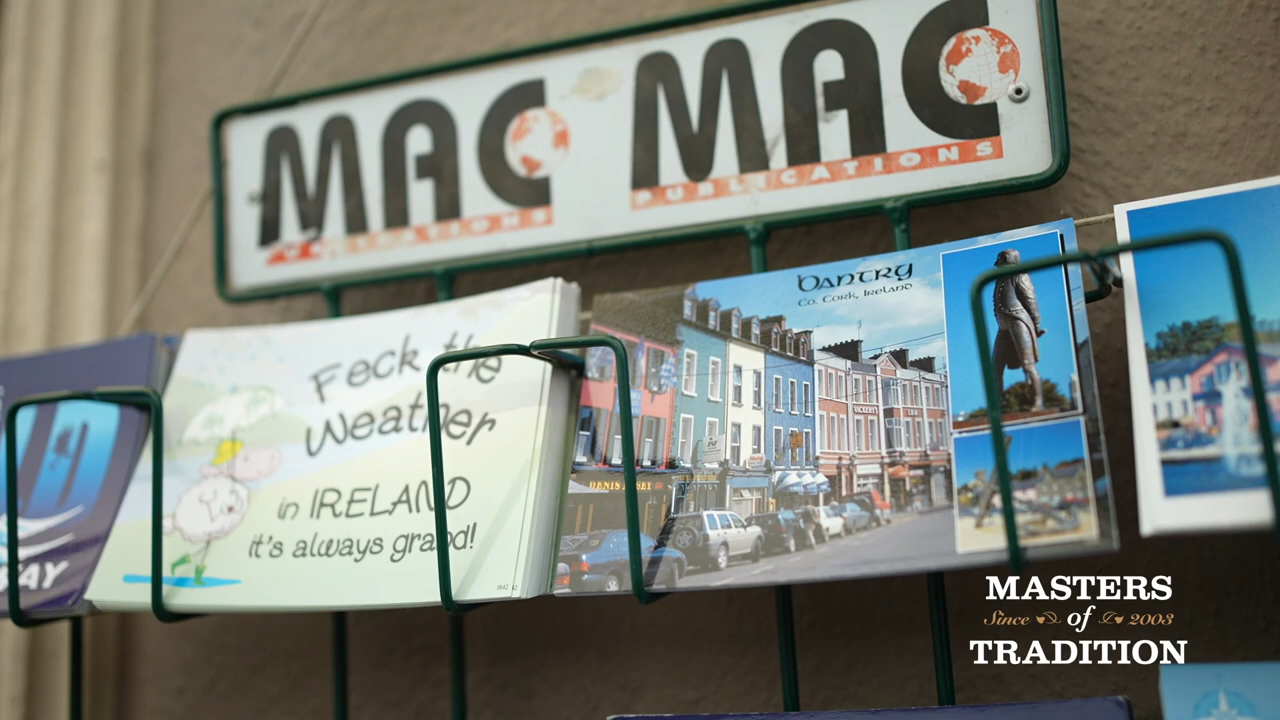 MAC MAC
PUBLICATIONS
Feck the
Weather
in IRELAND
it's always grand!
Bantry
Co. Cork, Ireland
WAY
MASTERS
Since of 2003
TRADITION